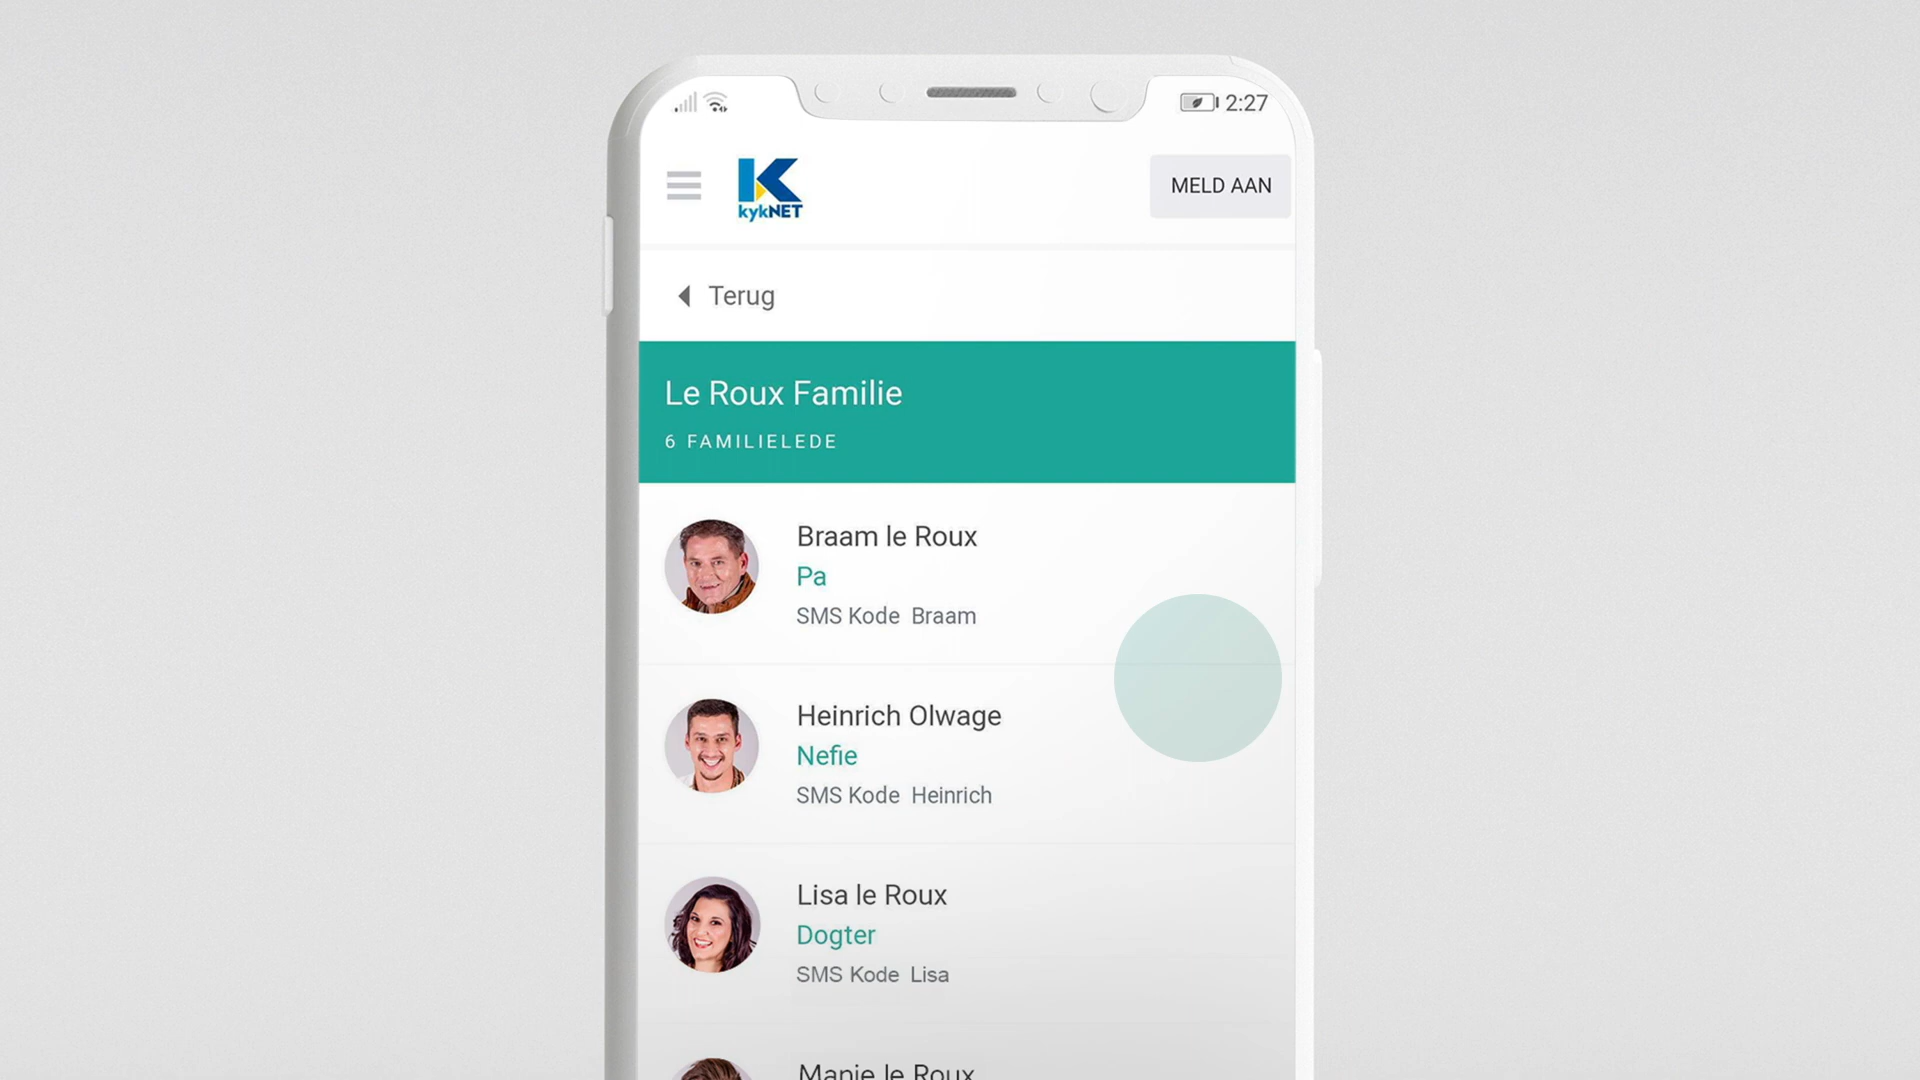 2:27
kykNET
MELD AAN
Terug
Le Roux Familie
6 FAMILIELEDE
Braam le Roux
Pa
SMS Kode Braam
Heinrich Olwage
Nefie
SMS Kode Heinrich
Lisa le Roux
Dogter
SMS Kode Lisa
Manie le Roux